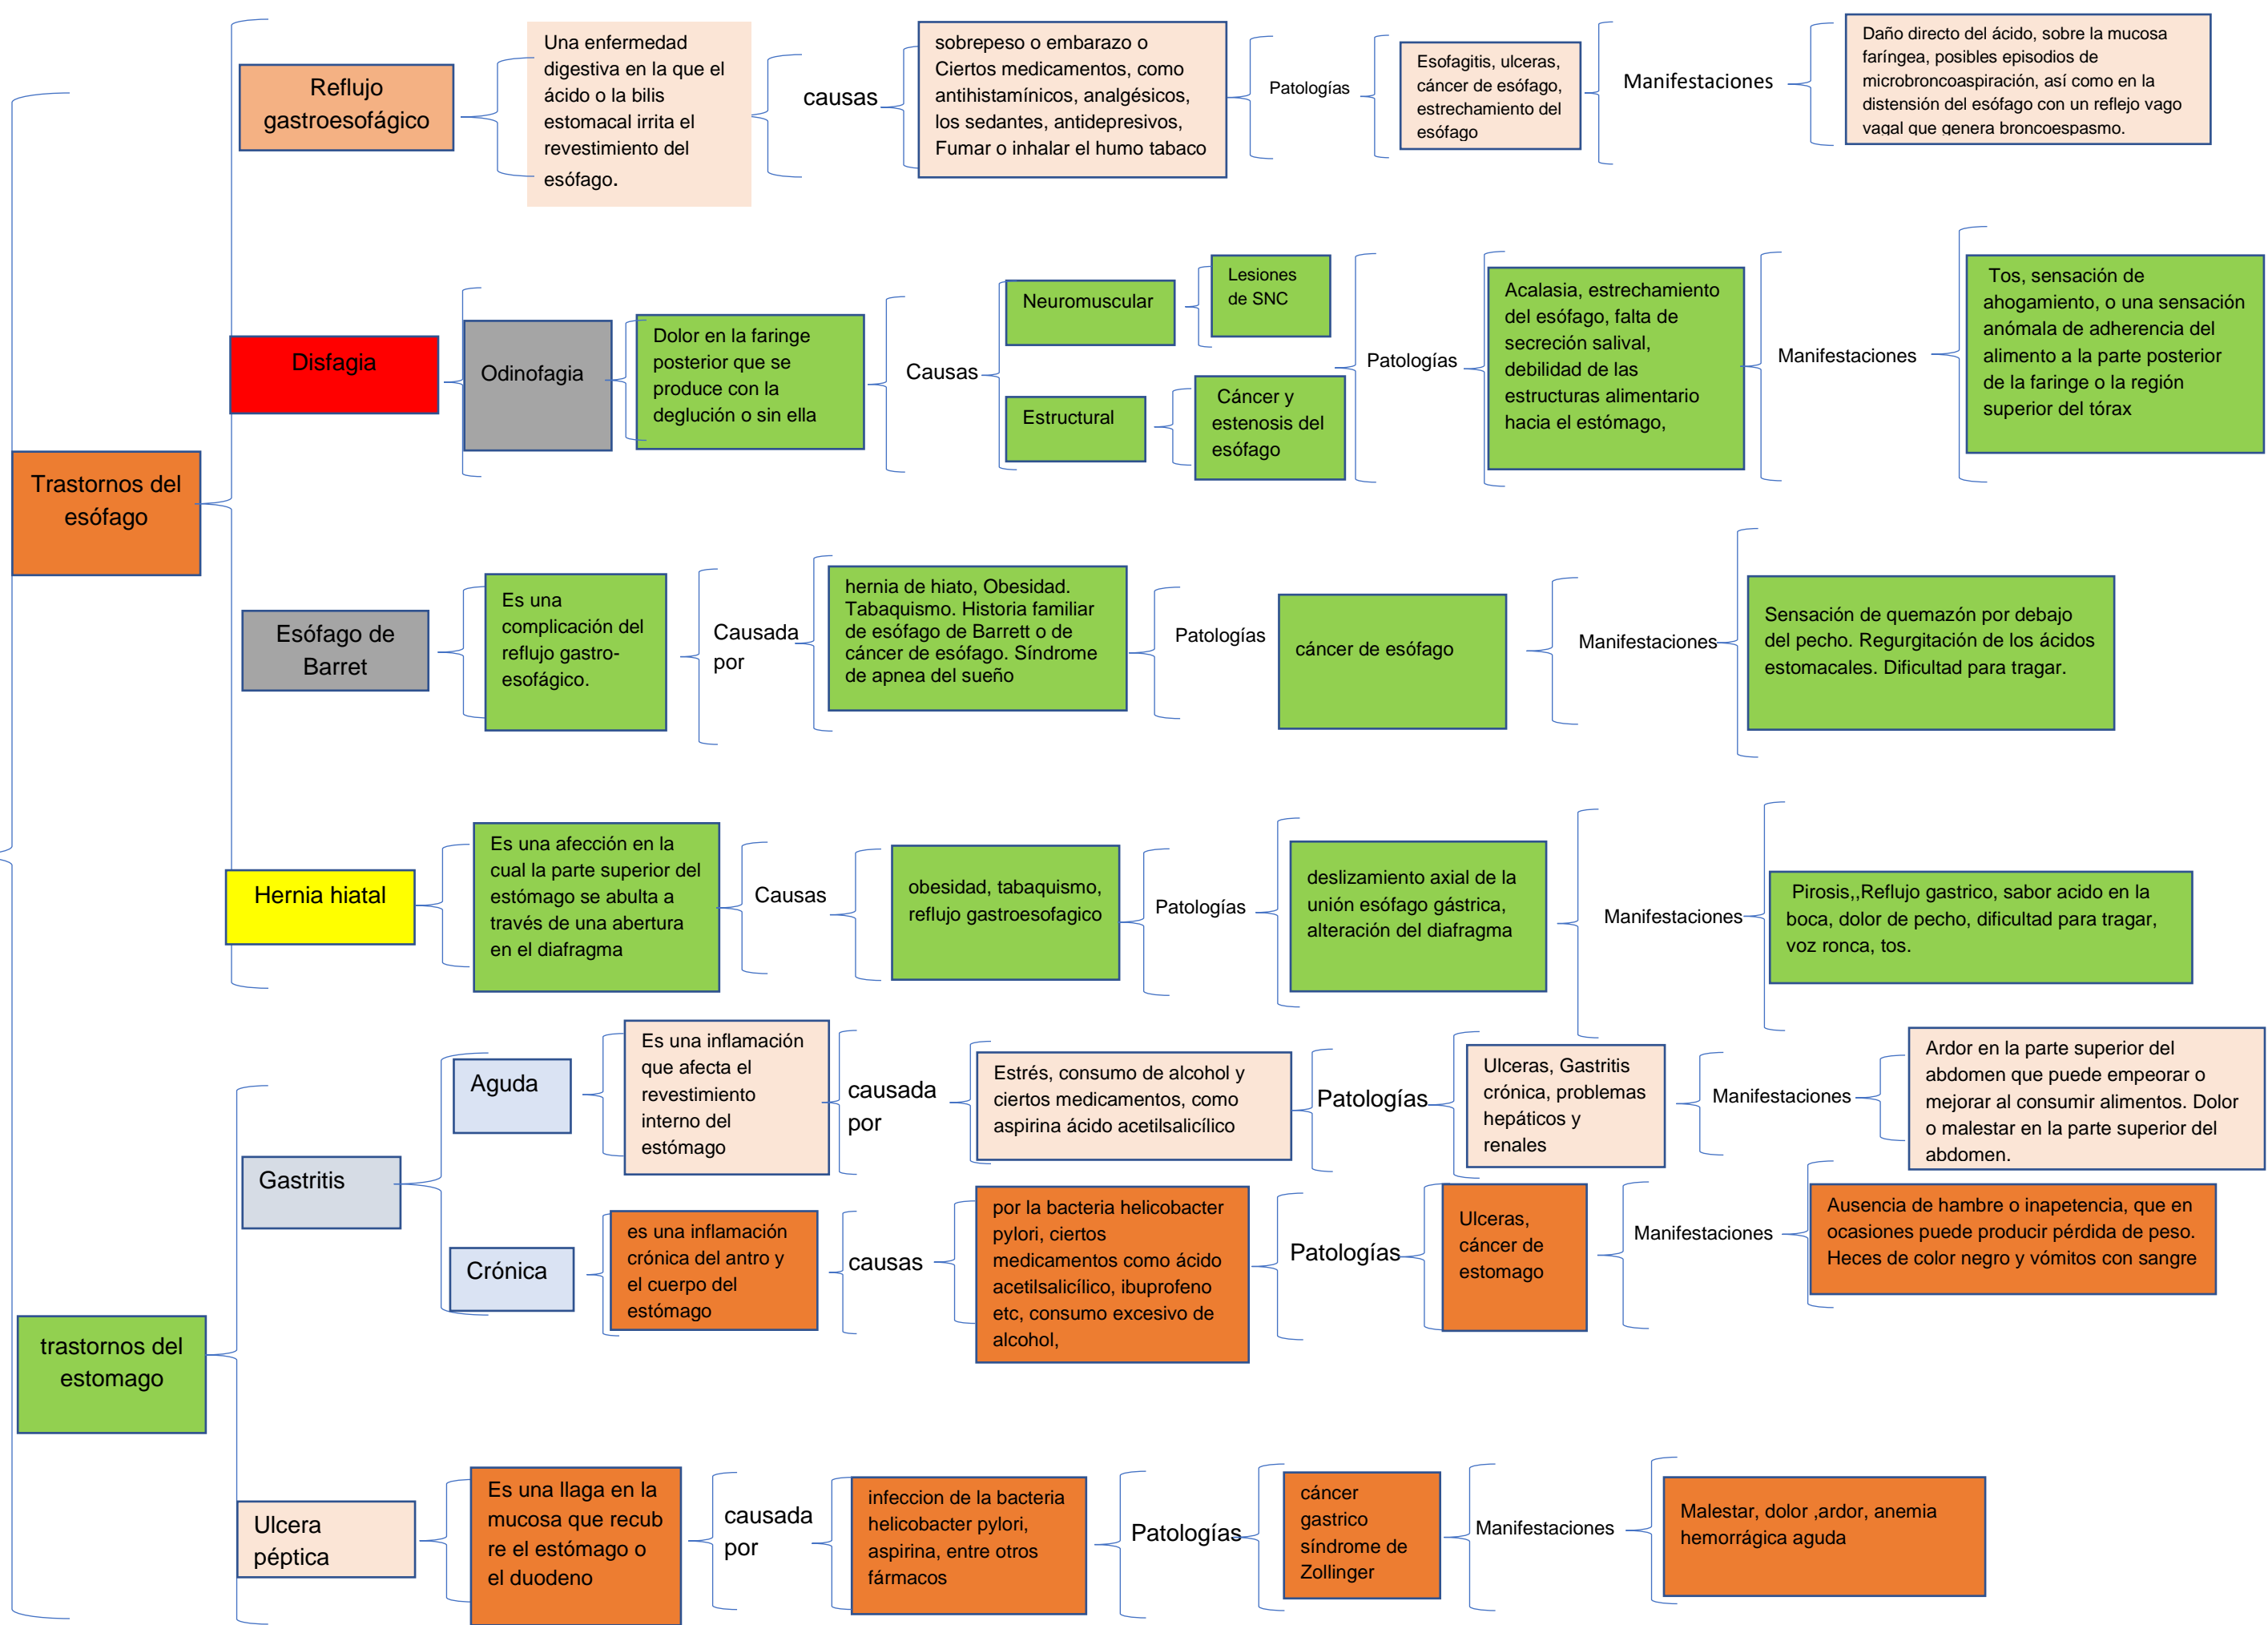 Trastornos del
esófago
Reflujo
gastroesofágico
Una enfermedad
digestiva en la que el
ácido o la bilis
estomacal irrita el
revestimiento del
esófago.
causas
sobrepeso o embarazo o
Ciertos medicamentos, como
antihistamínicos, analgésicos,
los sedantes, antidepresivos,
Fumar o inhalar el humo tabaco
Patologías
Esofagitis, ulceras,
cáncer de esófago,
estrechamiento del
esófago
Manifestaciones
Daño directo del ácido, sobre la mucosa
faríngea, posibles episodios de
microbroncoaspiración, así como en la
distensión del esófago con un reflejo vago
vagal que genera broncoespasmo.
Disfagia
Odinofagia
Dolor en la faringe
posterior que se
produce con la
deglución o sin ella
Causas
Neuromuscular
Lesiones
de SNC
Estructural
Cáncer y
estenosis del
esófago
Patologías
Acalasia, estrechamiento
del esófago, falta de
secreción salival,
debilidad de las
estructuras alimentario
hacia el estómago,
Manifestaciones
Tos, sensación de
ahogamiento, o una sensación
anómala de adherencia del
alimento a la parte posterior
de la faringe o la región
superior del tórax
Esófago de
Barret
Es una
complicación del
reflujo gastro-
esofágico.
Causada
por
hernia de hiato, Obesidad.
Tabaquismo. Historia familiar
de esófago de Barrett o de
cáncer de esófago. Síndrome
de apnea del sueño
Patologías
cáncer de esófago
Manifestaciones
Sensación de quemazón por debajo
del pecho. Regurgitación de los ácidos
estomacales. Dificultad para tragar.
Hernia hiatal
Es una afección en la
cual la parte superior del
estómago se abulta a
través de una abertura
en el diafragma
Causas
obesidad, tabaquismo,
reflujo gastroesofagico
Patologías
deslizamiento axial de la
unión esófago gástrica,
alteración del diafragma
Manifestaciones
Pirosis,,Reflujo gastrico, sabor acido en la
boca, dolor de pecho, dificultad para tragar,
voz ronca, tos.
trastornos del
estomago
Gastritis
Aguda
Es una inflamación
que afecta el
revestimiento
interno del
estómago
causada
por
Estrés, consumo de alcohol y
ciertos medicamentos, como
aspirina ácido acetilsalicílico
Patologías
Ulceras, Gastritis
crónica, problemas
hepáticos y
renales
Manifestaciones
Ardor en la parte superior del
abdomen que puede empeorar o
mejorar al consumir alimentos. Dolor
o malestar en la parte superior del
abdomen.
Crónica
es una inflamación
crónica del antro y
el cuerpo del
estómago
causas
por la bacteria helicobacter
pylori, ciertos
medicamentos como ácido
acetilsalicílico, ibuprofeno
etc, consumo excesivo de
alcohol,
Patologías
Ulceras,
cáncer de
estomago
Manifestaciones
Ausencia de hambre o inapetencia, que en
ocasiones puede producir pérdida de peso.
Heces de color negro y vómitos con sangre
Ulcera
péptica
Es una llaga en la
mucosa que recub
re el estómago o
el duodeno
causada
por
infeccion de la bacteria
helicobacter pylori,
aspirina, entre otros
fármacos
Patologías
cáncer
gastrico
síndrome de
Zollinger
Manifestaciones
Malestar, dolor ,ardor, anemia
hemorrágica aguda